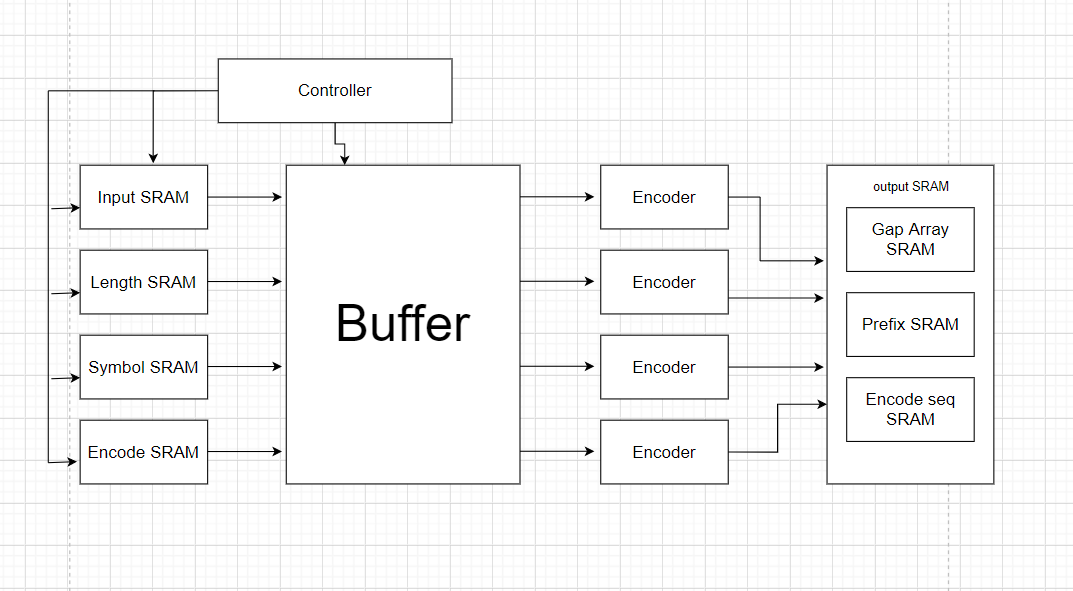 Controller
Input SRAM
Length SRAM
Symbol SRAM
Encode SRAM
Buffer
Encoder
Encoder
Encoder
Encoder
output SRAM
Gap Array
SRAM
Prefix SRAM
Encode seq
SRAM